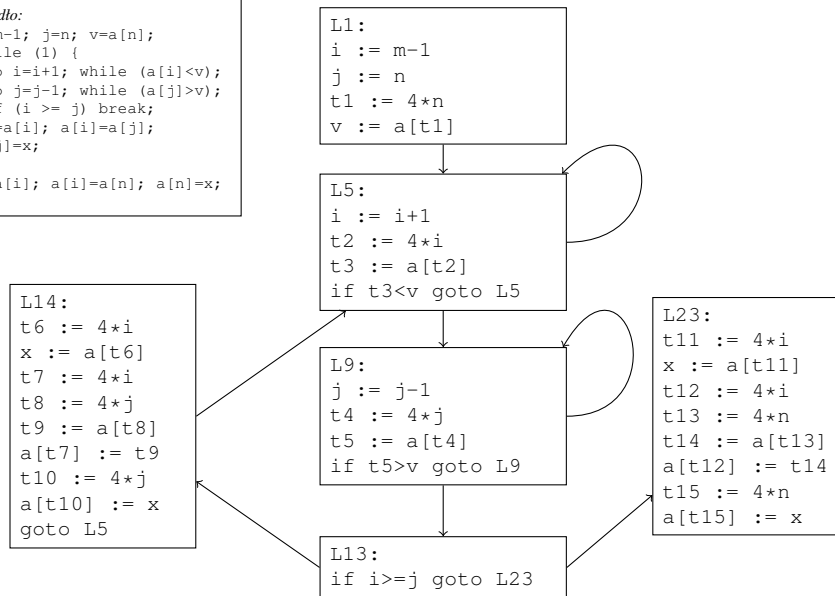 i=i+1; while (a[i]<v);
j=j-1; while (a[j]>v);
(i >= j) break;
=a[i]; a[i]=a[j];
j]=x;
a[i]; a[i]=a[n]; a[n]=x;
-1; j=n; v=a[n];
(1) {
L1:
i := m-1
j := n
t1 := 4*n
v := a[t1]
L5:
i := i+1
t2 := 4*i
t3 := a[t2]
if t3<v goto L5
L14:
t6 := 4*i
x := a[t6]
t7 := 4*i
t8 := 4*j
t9 := a[t8]
a[t7] := t9
t10 := 4*j
a[t10] := x
goto L5
L9:
j := j-1
t4 := 4*j
t5 := a[t4]
if t5>v goto L9
L23:
t11 := 4*i
x := a[t11]
t12 := 4*i
t13 := 4*n
t14 := a[t13]
a[t12] := t14
t15 := 4*n
a[t15] := x
L13:
if i>=j goto L23